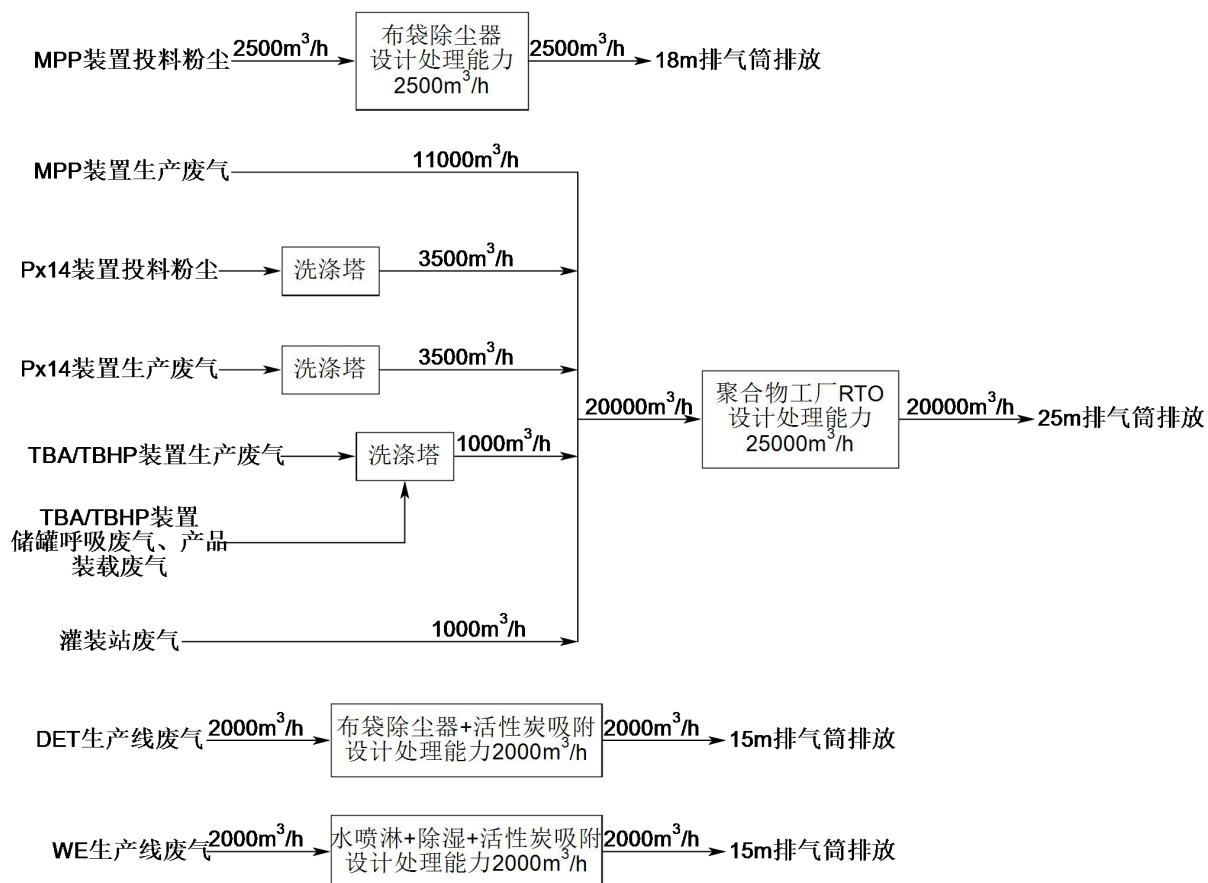 MPP装置投料粉尘
2500m³/h
布袋除尘器
设计处理能力
2500m³/h
2500m³/h
18m排气筒排放
MPP装置生产废气
11000m³/h
Px14装置投料粉尘
洗涤塔
3500m³/h
Px14装置生产废气
洗涤塔
3500m³/h
20000m³/h
聚合物工厂RTO
设计处理能力
25000m³/h
20000m³/h
25m排气筒排放
TBA/TBHP装置生产废气
洗涤塔
1000m³/h
TBA/TBHP装置
储罐呼吸废气、产品
装载废气
灌装站废气
1000m³/h
DET生产线废气
2000m³/h
布袋除尘器+活性炭吸附
设计处理能力2000m³/h
2000m³/h
15m排气筒排放
WE生产线废气
2000m³/h
水喷淋+除湿+活性炭吸附
设计处理能力2000m³/h
2000m³/h
15m排气筒排放